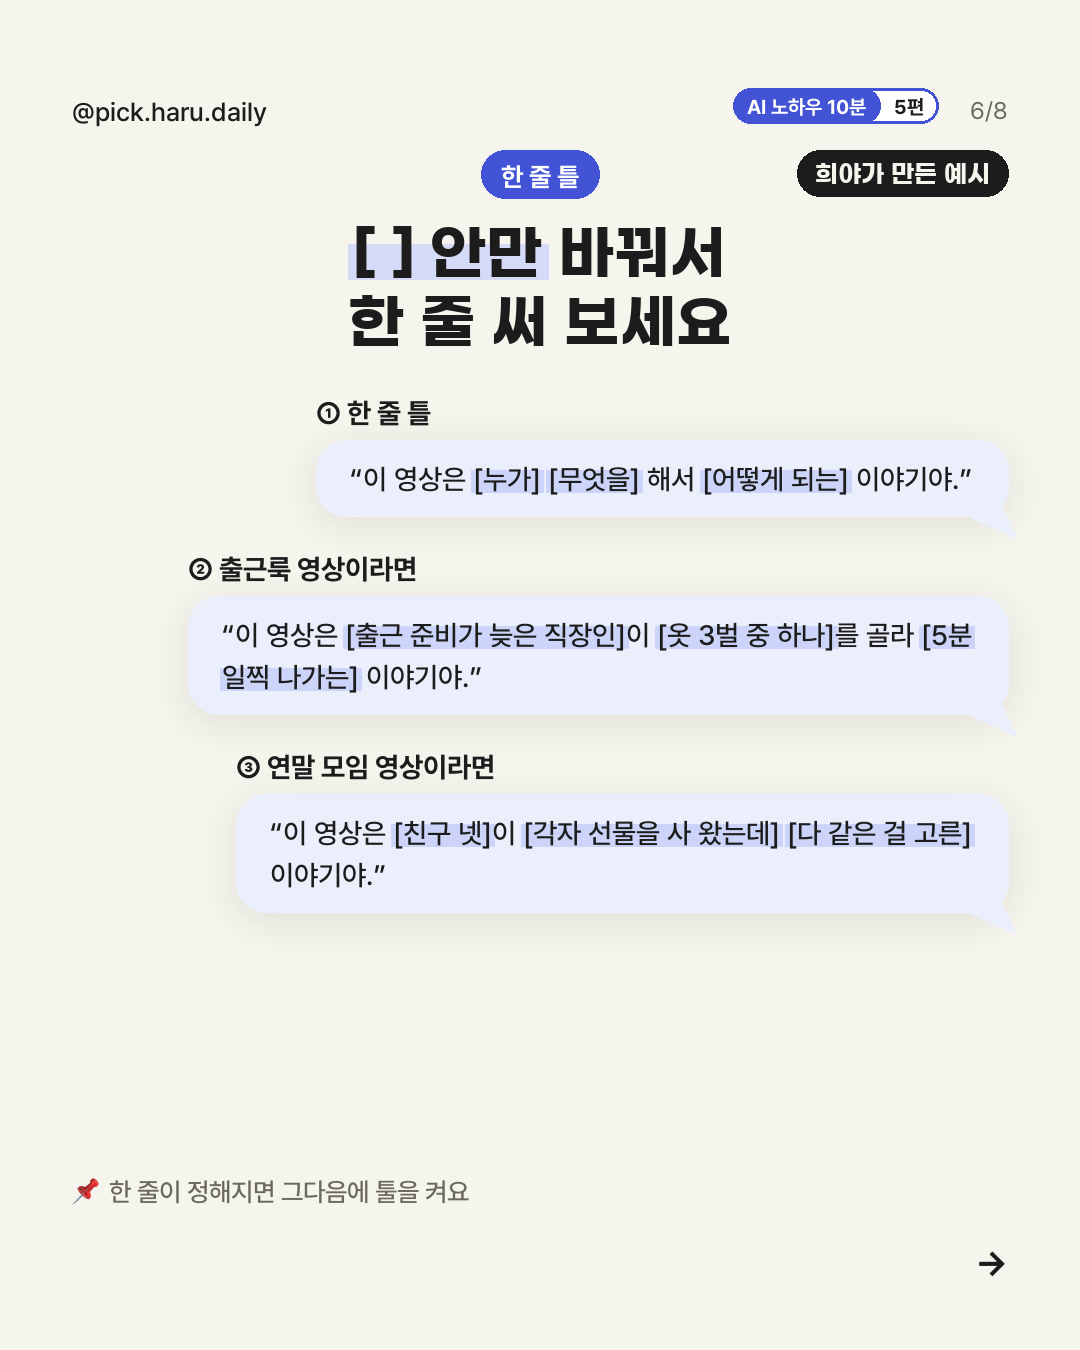 @pick.haru.daily
AI 노하우 10분 5편 6/8
한 줄 틀
희야가 만든 예시
[ ] 안만 바꿔서
한 줄 써 보세요
① 한 줄 틀
“이 영상은 [누가] [무엇을] 해서 [어떻게 되는] 이야기야.”
② 출근룩 영상이라면
“이 영상은 [출근 준비가 늦은 직장인]이 [옷 3벌 중 하나]를 골라 [5분
일찍 나가는] 이야기야.”
③ 연말 모임 영상이라면
“이 영상은 [친구 넷]이 [각자 선물을 사 왔는데] [다 같은 걸 고른]
이야기야.”
📌 한 줄이 정해지면 그다음에 툴을 켜요
→